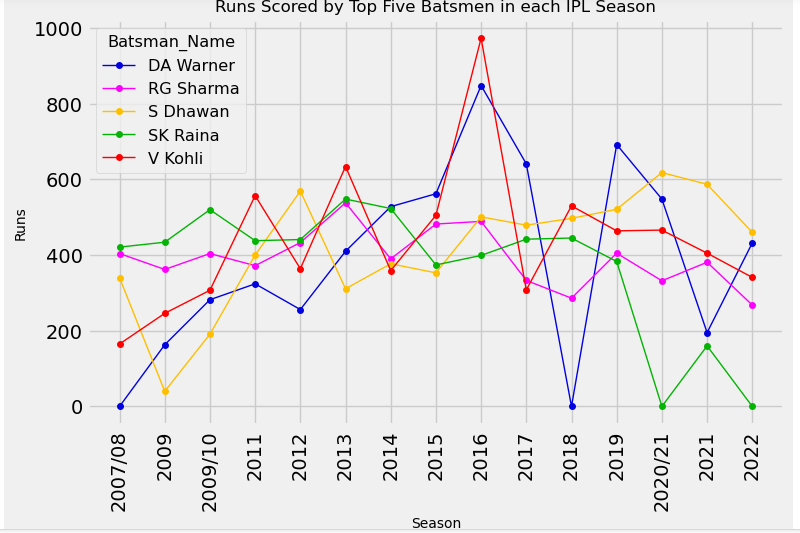 Runs Scored by Top Five Batsmen in each IPL Season
1000
800
600
400
200
0
Runs
Batsman_Name
DA Warner
RG Sharma
S Dhawan
SK Raina
V Kohli
2007/08
2009
2009/10
2011
2012
2013
2014
2015
2016
2017
2018
2019
2020/21
2021
2022
Season